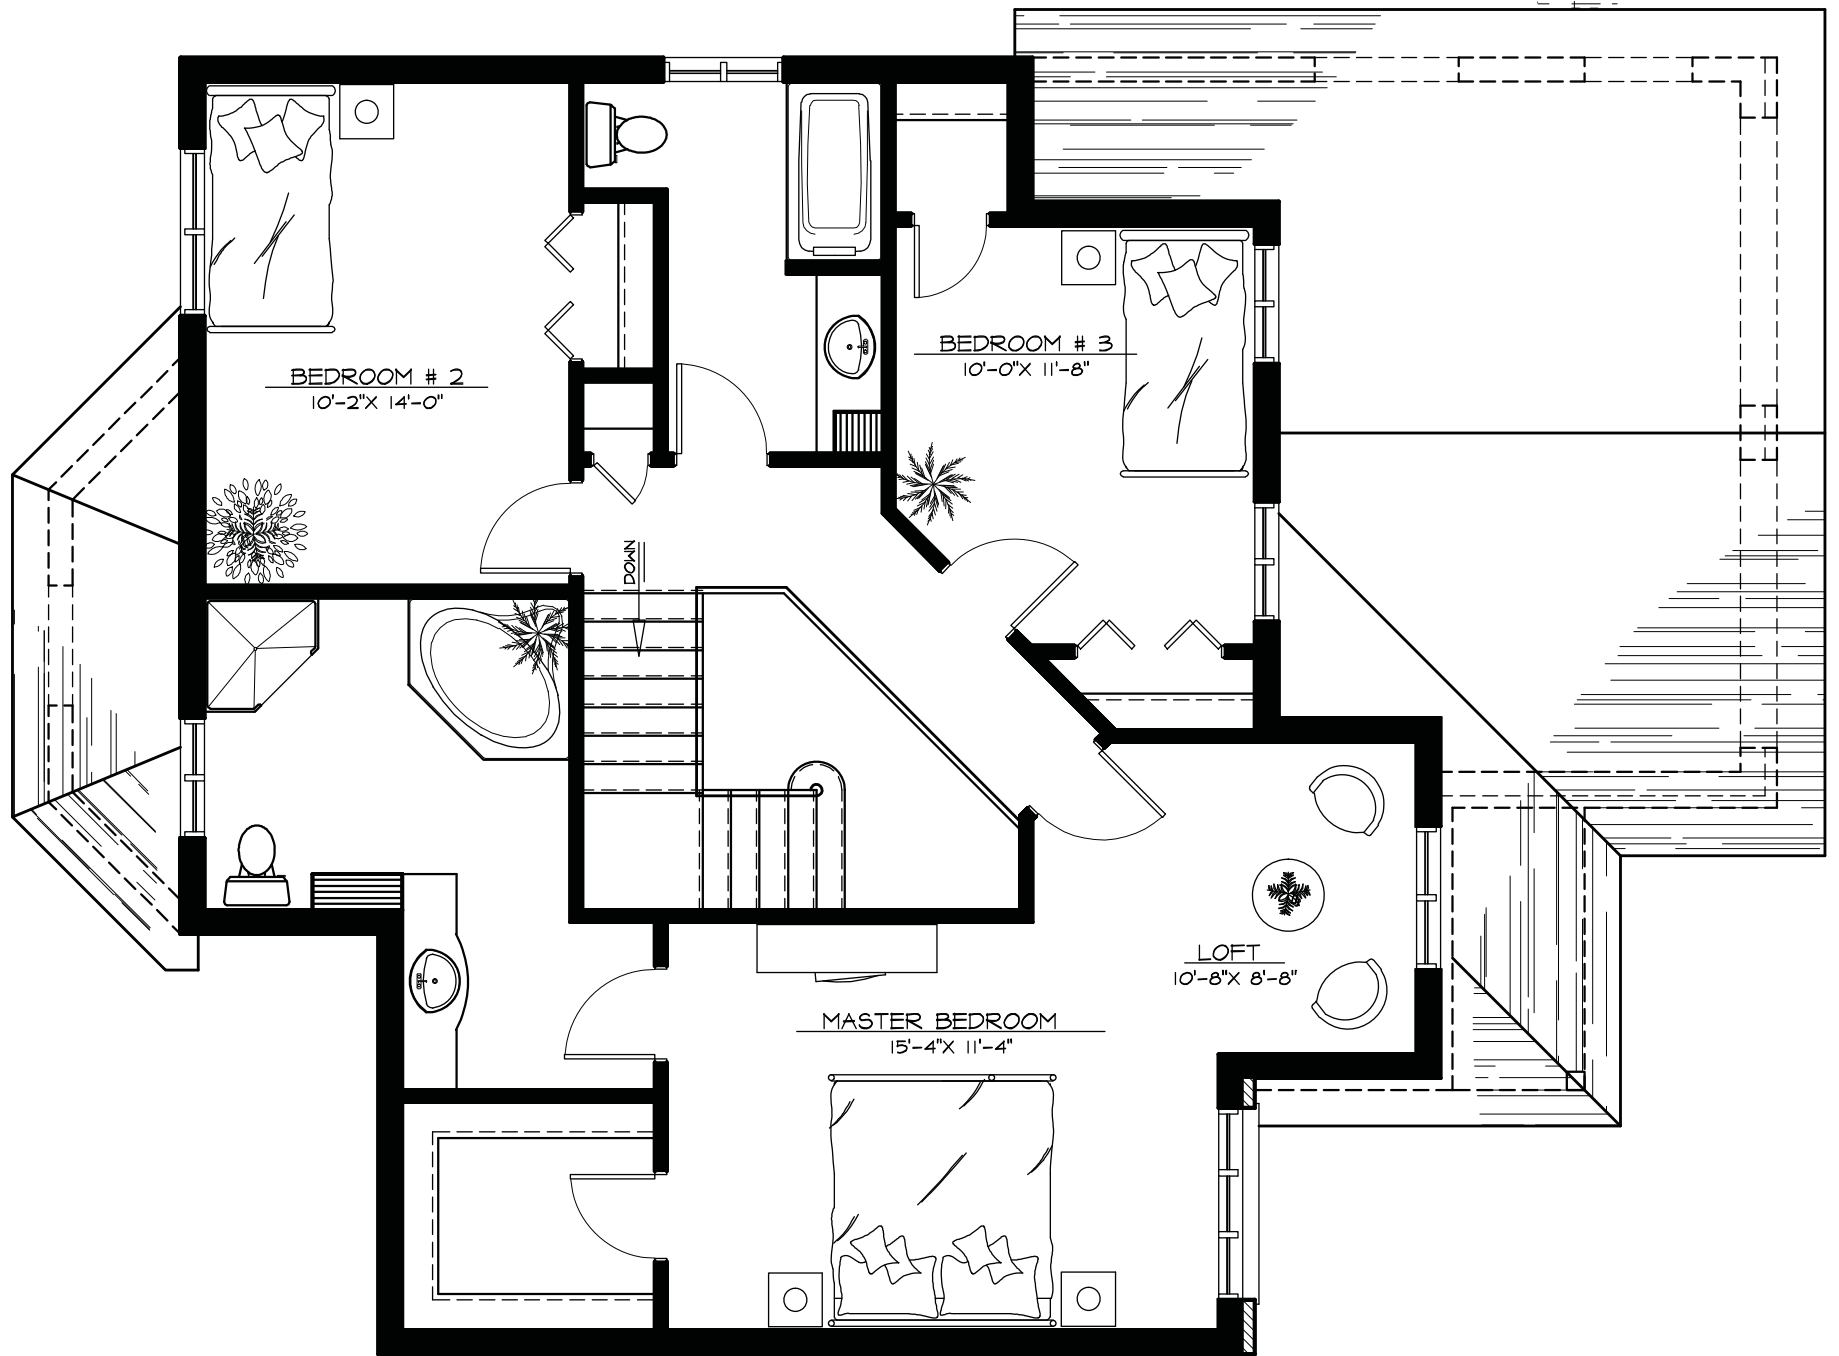 BEDROOM # 3
10'-0"X 11'-8"
BEDROOM # 2
10'-2"X 14'-0"
DOWN
LOFT
10'-8"X 8'-8"
MASTER BEDROOM
15'-4"X 11'-4"